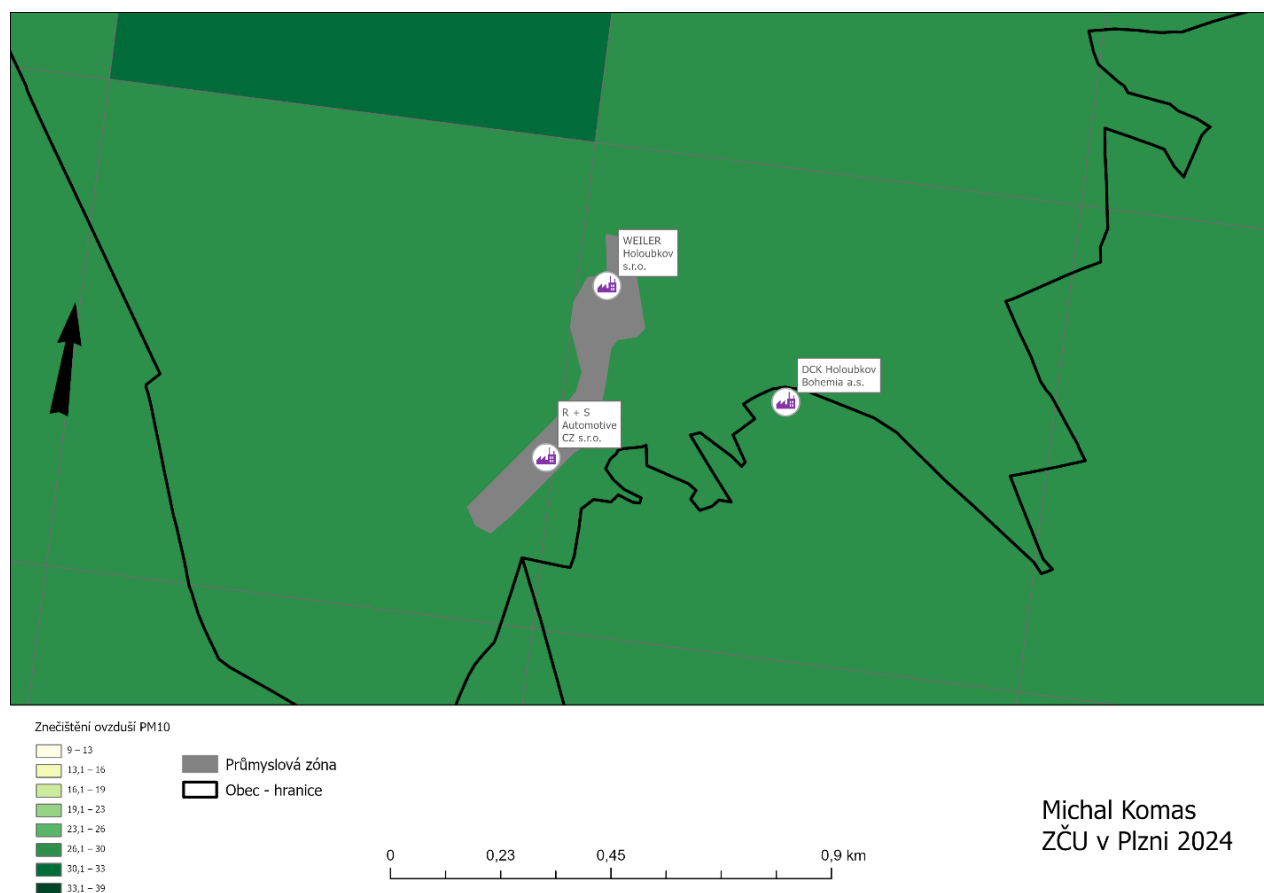 WEILER
Holoubkov
s.r.o.
DCK Holoubkov
Bohemia a.s.
R + S
Automotive
CZ s.r.o.
Znečištění ovzduší PM10
9 – 13
13,1 – 16
16,1 – 19
19,1 – 23
23,1 – 26
26,1 – 30
30,1 – 33
33,1 – 39
Průmyslová zóna
Obec - hranice
0 0,23 0,45 0,9 km
Michal Komas
ZČU v Plzni 2024